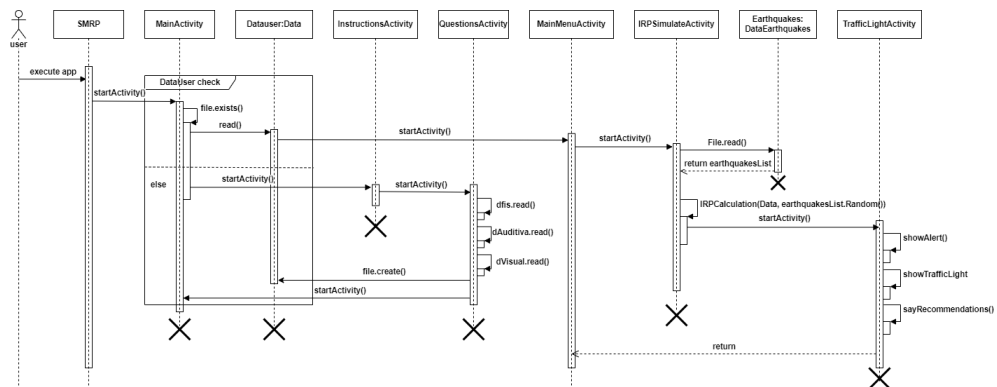 user
SMRP
MainActivity
Datauser:Data
InstructionsActivity
QuestionsActivity
MainMenuActivity
IRPSimulateActivity
Earthquakes:
DataEarthquakes
TrafficLightActivity
execute app
DataUser check
startActivity()
file.exists()
read()
startActivity()
startActivity()
File.read()
return earthquakesList
else
startActivity()
startActivity()
dfis.read()
IRPCalculation(Data, earthquakesList.Random())
startActivity()
dAuditiva.read()
showAlert()
dVisual.read()
file.create()
showTrafficLight
startActivity()
sayRecommendations()
return